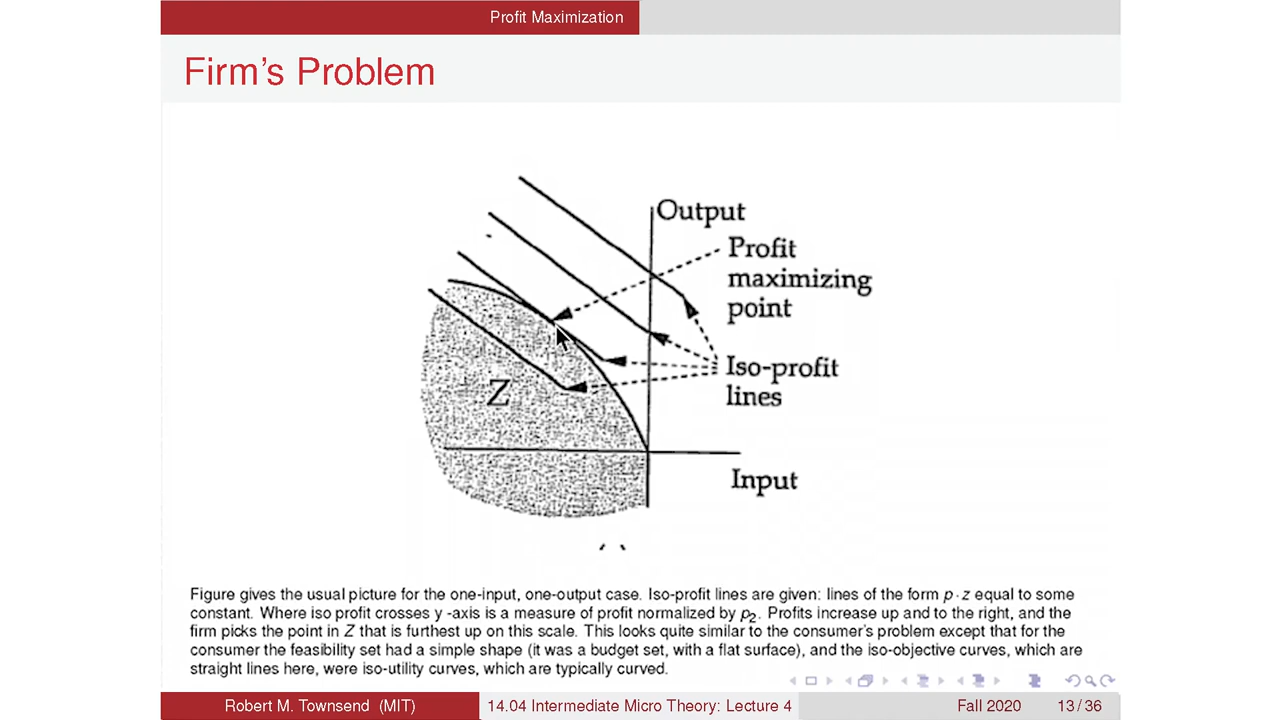 Profit Maximization
Firm's Problem
Output
Profit
maximizing
point
Iso-profit
lines
Z
Input
Figure gives the usual picture for the one-input, one-output case. Iso-profit lines are given: lines of the form p · z equal to some
constant. Where iso profit crosses y -axis is a measure of profit normalized by p₂. Profits increase up and to the right, and the
firm picks the point in Z that is furthest up on this scale. This looks quite similar to the consumer's problem except that for the
consumer the feasibility set had a simple shape (it was a budget set, with a flat surface), and the iso-objective curves, which are
straight lines here, were iso-utility curves, which are typically curved.
Robert M. Townsend (MIT)
14.04 Intermediate Micro Theory: Lecture 4
Fall 2020
13 / 36